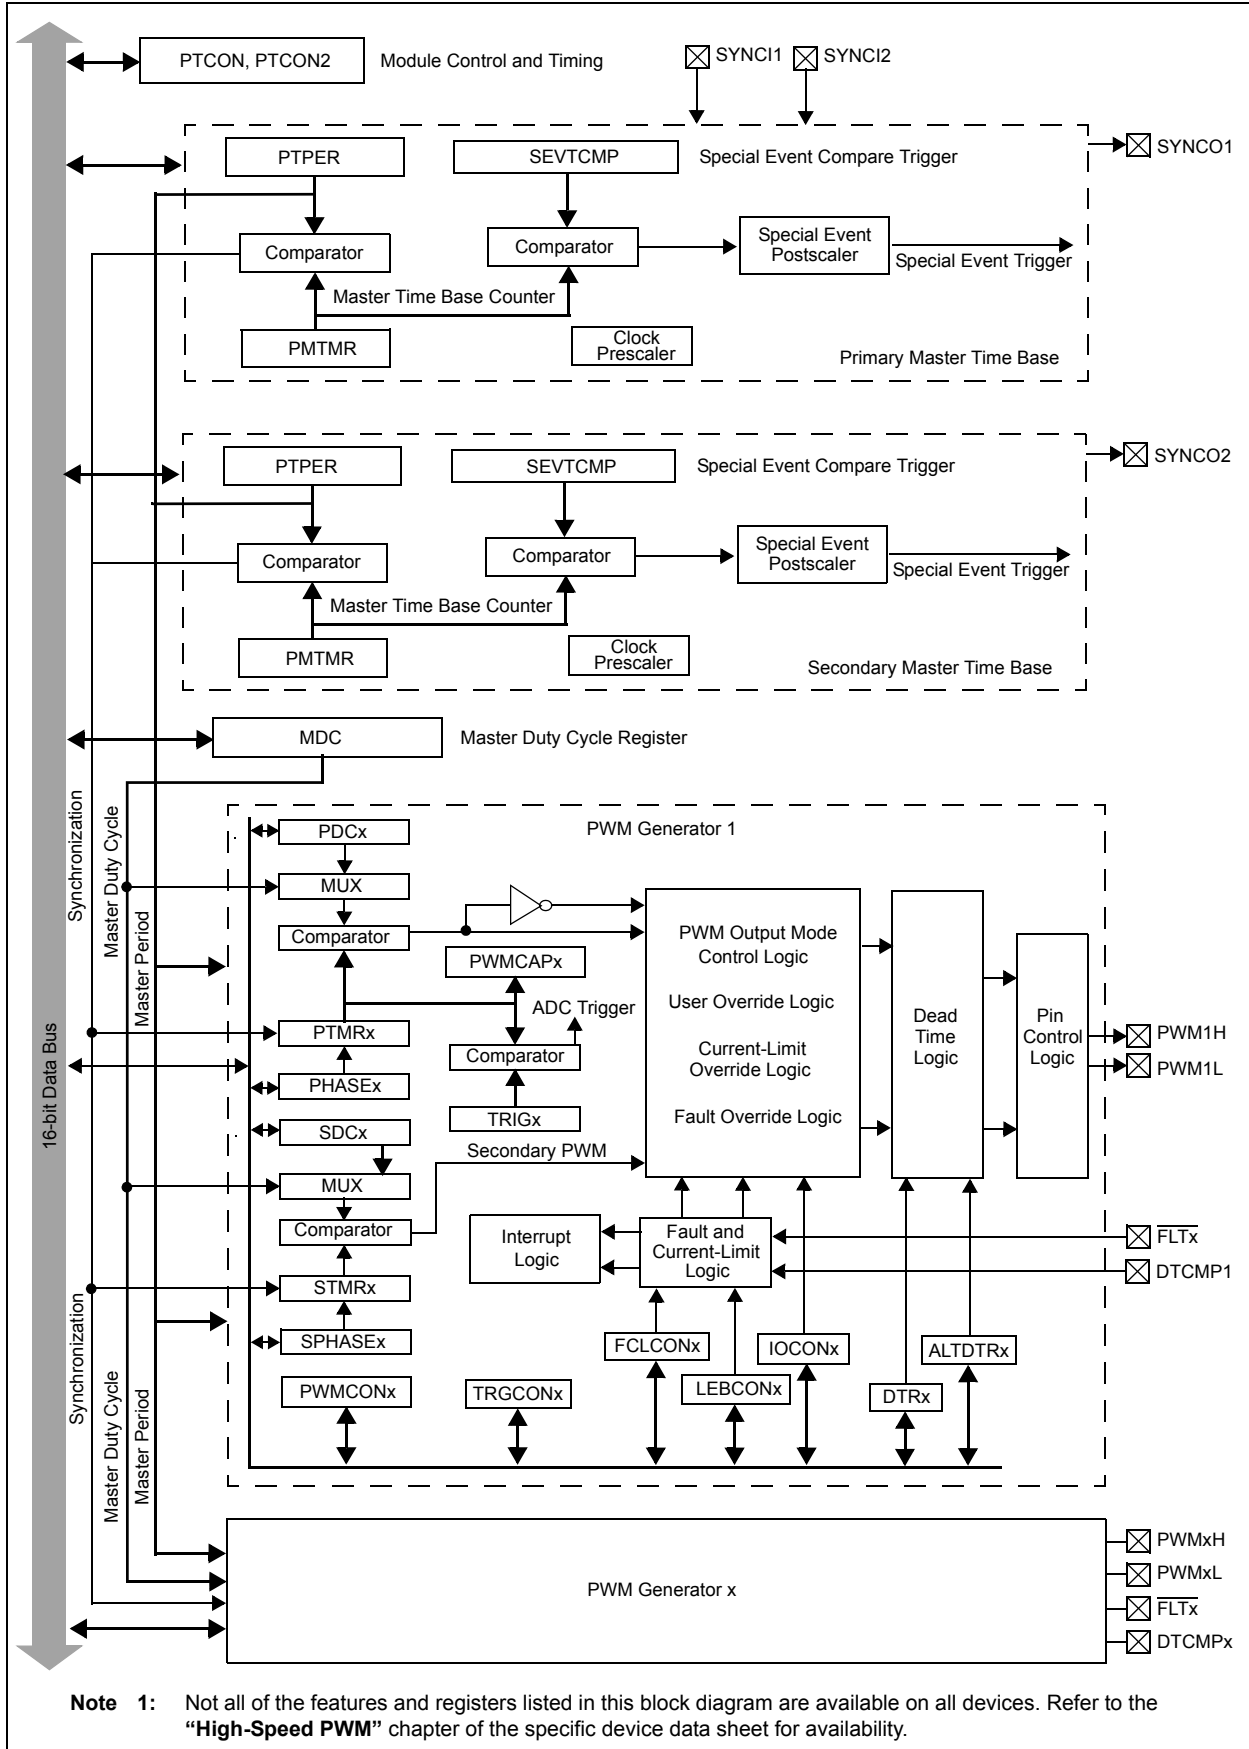 PTCON, PTCON2
Module Control and Timing
SYNCI1
SYNCI2
PTPER
SEVTCMP
Special Event Compare Trigger
SYNCO1
Comparator
Comparator
Special Event
Postscaler
Special Event Trigger
Master Time Base Counter
PMTMR
Clock
Prescaler
Primary Master Time Base
PTPER
SEVTCMP
Special Event Compare Trigger
SYNCO2
Comparator
Comparator
Special Event
Postscaler
Special Event Trigger
Master Time Base Counter
PMTMR
Clock
Prescaler
Secondary Master Time Base
MDC
Master Duty Cycle Register
16-bit Data Bus
Synchronization
Master Duty Cycle
Master Period
PWM Generator 1
PDCx
MUX
Comparator
PWMCAPx
ADC Trigger
PTMRx
Comparator
PHASEx
TRIGx
SDCx
Secondary PWM
MUX
Comparator
STMRx
SPHASEx
PWM Output Mode
Control Logic
User Override Logic
Current-Limit
Override Logic
Fault Override Logic
Dead
Time
Logic
Pin
Control
Logic
PWM1H
PWM1L
Interrupt
Logic
Fault and
Current-Limit
Logic
FLTx
DTCMP1
PWMCONx
TRGCONx
FCLCONx
LEBCONx
IOCONx
DTRx
ALTDTRx
Synchronization
Master Duty Cycle
Master Period
PWM Generator x
PWMxH
PWMxL
FLTx
DTCMPx
Note 1: Not all of the features and registers listed in this block diagram are available on all devices. Refer to the
“High-Speed PWM” chapter of the specific device data sheet for availability.